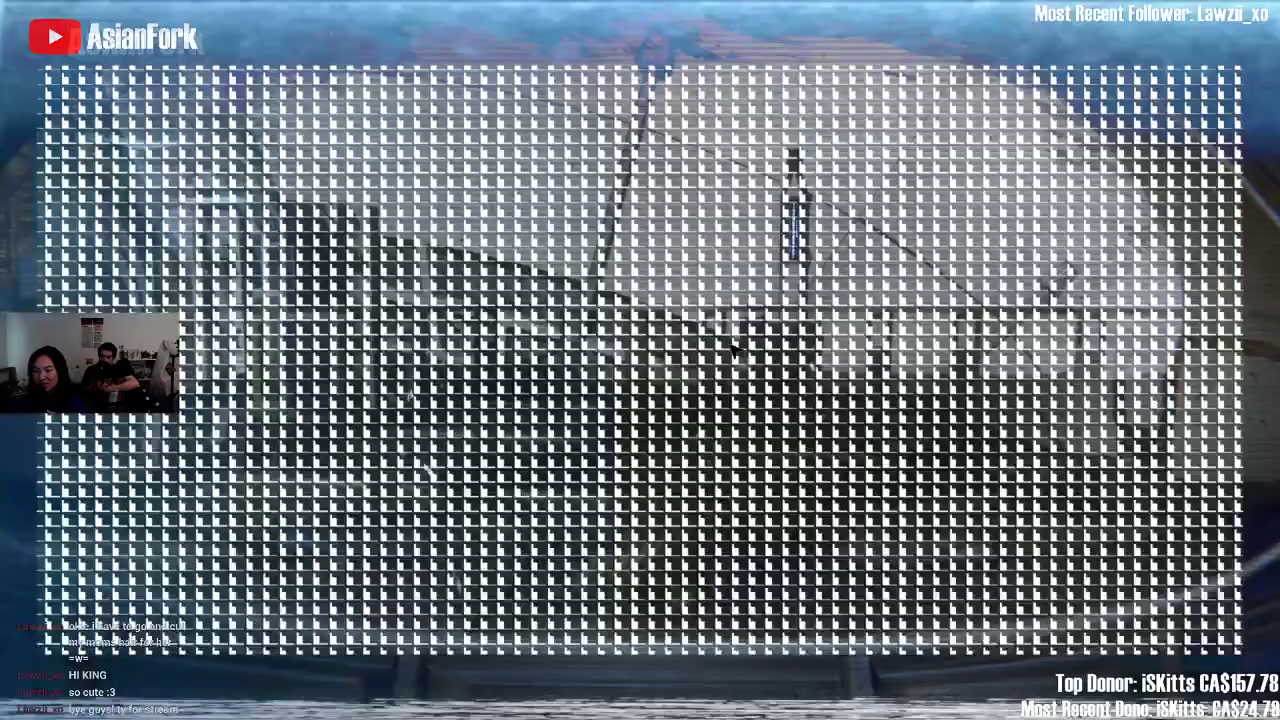 Most Recent Follower: Lawzii_xo
AsianFork
=w=
HI KING
so cute :3
bye guys! ty for stream
Top Donor: iSKitts CA$157.78
Most Recent Dono: iSKitts CA$24.78